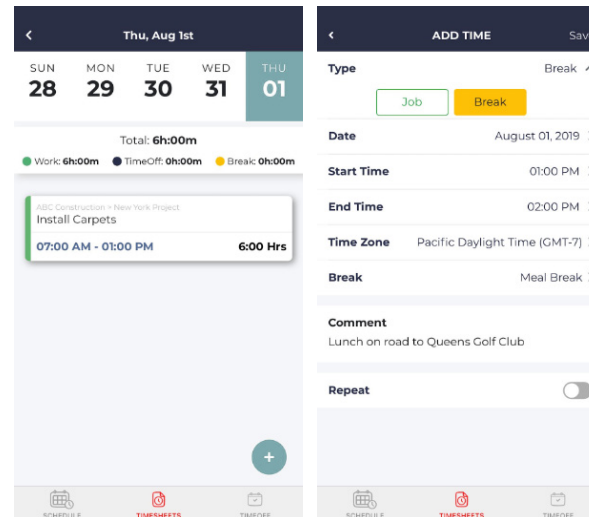 Thu, Aug 1st
SUN MON TUE WED THU
28 29 30 31 01
Total: 6h:00m
Work: 6h:00m TimeOff: 0h:00m Break: 0h:00m
ABC Construction > New York Project
Install Carpets
07:00 AM - 01:00 PM 6:00 Hrs
+
SCHEDULE TIMESHEETS TIMEOFF
ADD TIME Sav
Type Break
Job Break
Date August 01, 2019
Start Time 01:00 PM
End Time 02:00 PM
Time Zone Pacific Daylight Time (GMT-7)
Break Meal Break
Comment
Lunch on road to Queens Golf Club
Repeat
SCHEDULE TIMESHEETS TIMEOFF